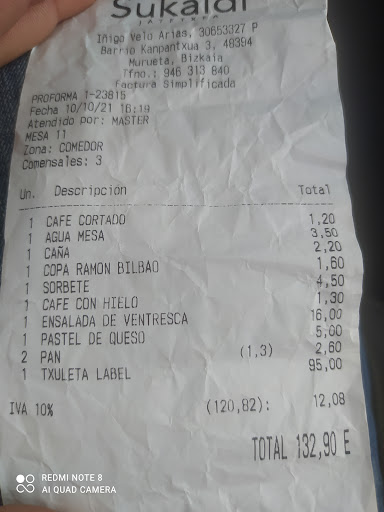 Sukaldi
JATETXEA
Iñigo Velo Arias, 30653327 P
Barrio Kanpantxua 3, 48394
Murueta, Bizkaia
Tfno.: 946 313 840
Factura Simplificada
PROFORMA 1-23815
Fecha 10/10/21 16:19
Atendido por: MASTER
MESA 11
Zona: COMEDOR
Comensales: 3
Un. Descripción Total
1 CAFE CORTADO 1,20
1 AGUA MESA 3,50
1 CAÑA 2,20
1 COPA RAMON BILBAO 1,60
1 SORBETE 4,50
1 CAFE CON HIELO 1,30
1 ENSALADA DE VENTRESCA 16,00
1 PASTEL DE QUESO 5,00
2 PAN (1,3) 2,60
1 TXULETA LABEL 95,00
IVA 10% (120,82): 12,08
TOTAL 132,90 E
REDMI NOTE 8
AI QUAD CAMERA